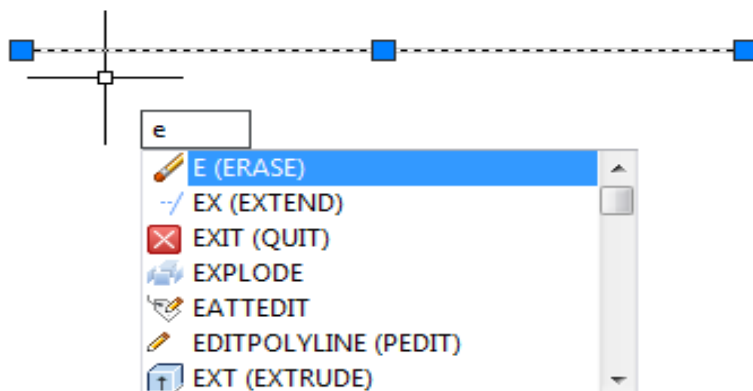 e
E (ERASE)
EX (EXTEND)
EXIT (QUIT)
EXPLODE
EATTEDIT
EDITPOLYLINE (PEDIT)
EXT (EXTRUDE)